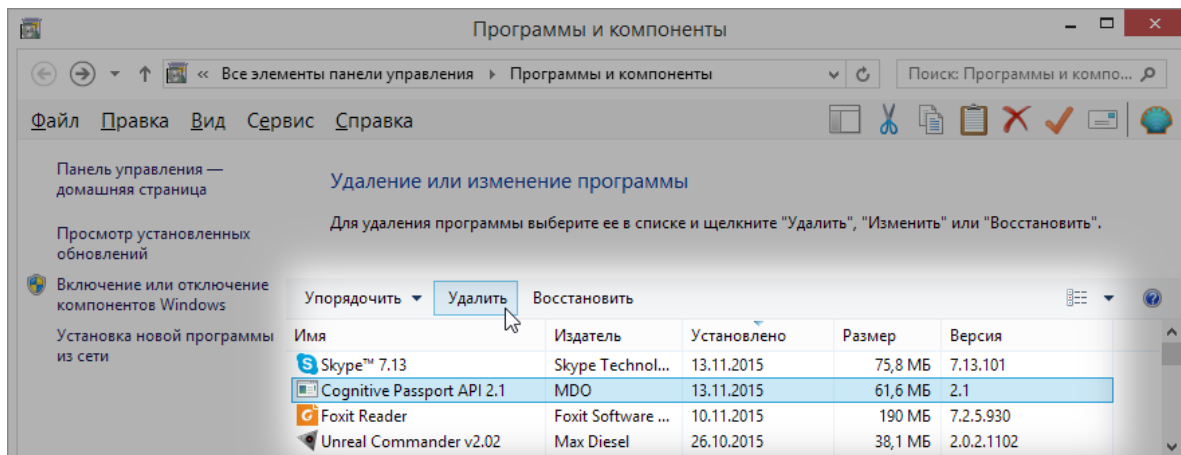 Программы и компоненты
« Все элементы панели управления Программы и компоненты Поиск: Программы и компо...
Файл Правка Вид Сервис Справка
Панель управления —
домашняя страница
Просмотр установленных
обновлений
Включение или отключение
компонентов Windows
Установка новой программы
из сети
Удаление или изменение программы
Для удаления программы выберите ее в списке и щелкните "Удалить", "Изменить" или "Восстановить".
Упорядочить Удалить Восстановить
Имя Издатель Установлено Размер Версия
Skype™ 7.13 Skype Technol... 13.11.2015 75,8 МБ 7.13.101
Cognitive Passport API 2.1 MDO 13.11.2015 61,6 МБ 2.1
Foxit Reader Foxit Software ... 10.11.2015 190 МБ 7.2.5.930
Unreal Commander v2.02 Max Diesel 26.10.2015 38,1 МБ 2.0.2.1102